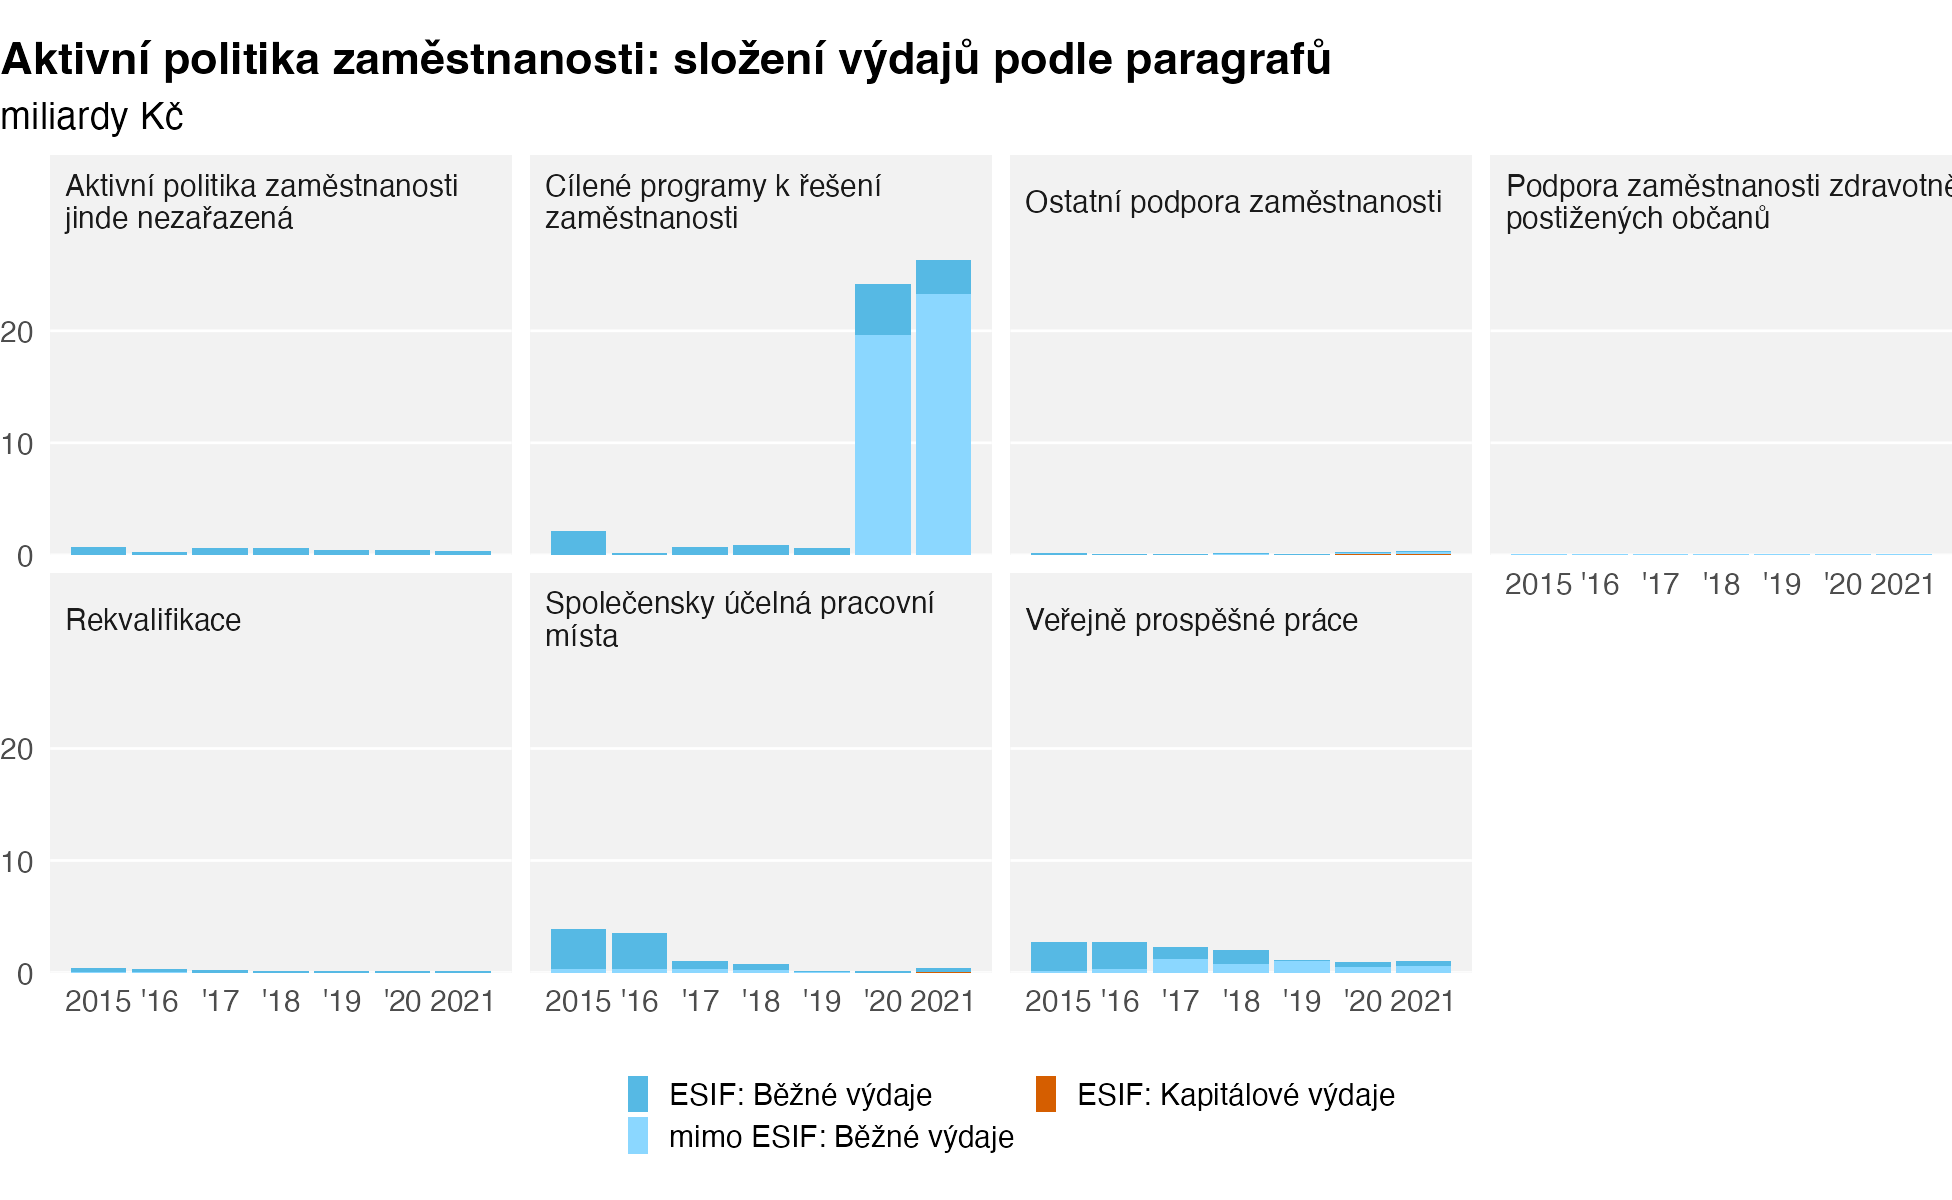 Aktivní politika zaměstnanosti: složení výdajů podle paragrafů
miliardy Kč
Aktivní politika zaměstnanosti
jinde nezařazená
Cílené programy k řešení
zaměstnanosti
Ostatní podpora zaměstnanosti
Podpora zaměstnanosti zdravotně
postižených občanů
20
10
0
2015 '16 '17 '18 '19 '20 2021
Rekvalifikace
Společensky účelná pracovní
místa
Veřejně prospěšné práce
20
10
0
2015 '16 '17 '18 '19 '20 2021
2015 '16 '17 '18 '19 '20 2021
2015 '16 '17 '18 '19 '20 2021
ESIF: Běžné výdaje
mimo ESIF: Běžné výdaje
ESIF: Kapitálové výdaje